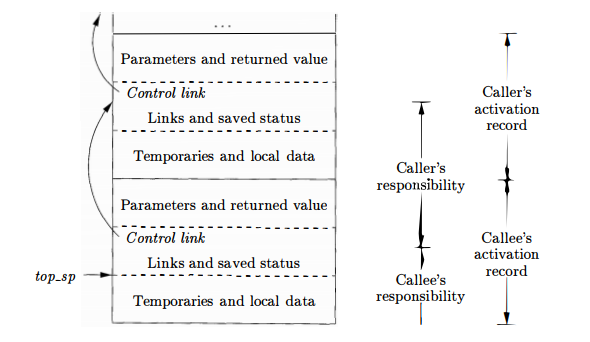 ...
Parameters and returned value
Control link
Links and saved status
Temporaries and local data
Parameters and returned value
Control link
Links and saved status
Temporaries and local data
top_sp
Caller's
responsibility
Callee's
responsibility
Caller's
activation
record
Callee's
activation
record